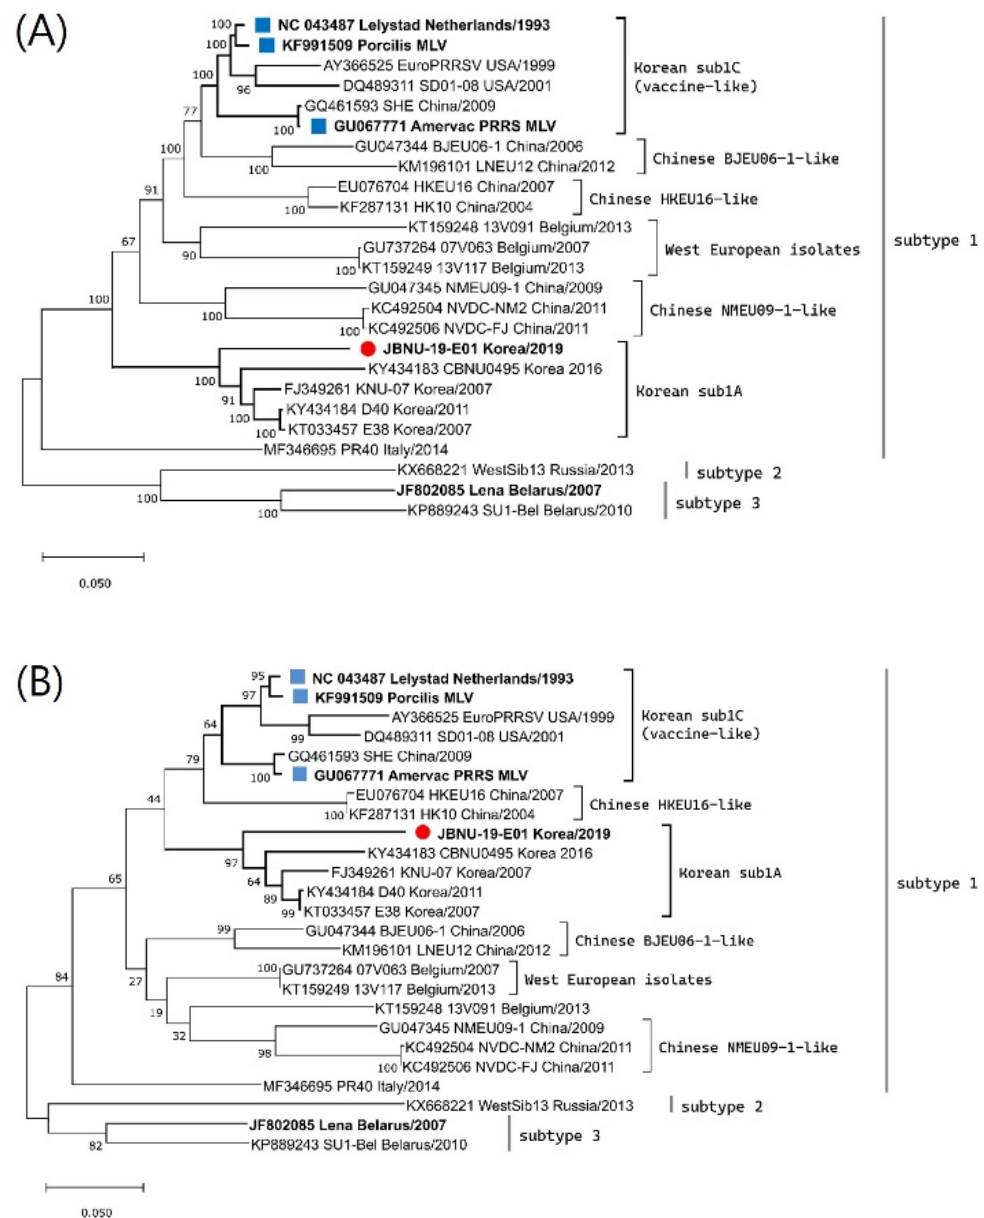 (A)
100
NC 043487 Lelystad Netherlands/1993
100
KF991509 Porcilis MLV
100
AY366525 EuroPRRSV USA/1999
96
DQ489311 SD01-08 USA/2001
Korean sub1C
(vaccine-like)
77
GQ461593 SHE China/2009
100
GU067771 Amervac PRRS MLV
100
GU047344 BJEU06-1 China/2006
100
KM196101 LNEU12 China/2012
Chinese BJEU06-1-like
91
EU076704 HKEU16 China/2007
100
KF287131 HK10 China/2004
Chinese HKEU16-like
67
KT159248 13V091 Belgium/2013
90
GU737264 07V063 Belgium/2007
100
KT159249 13V117 Belgium/2013
West European isolates
subtype 1
100
GU047345 NMEU09-1 China/2009
100
KC492504 NVDC-NM2 China/2011
100
KC492506 NVDC-FJ China/2011
Chinese NMEU09-1-like
JBNU-19-E01 Korea/2019
100
KY434183 CBNU0495 Korea 2016
91
FJ349261 KNU-07 Korea/2007
100
KY434184 D40 Korea/2011
100
KT033457 E38 Korea/2007
Korean sub1A
MF346695 PR40 Italy/2014
KX668221 WestSib13 Russia/2013
subtype 2
100
JF802085 Lena Belarus/2007
100
KP889243 SU1-Bel Belarus/2010
subtype 3
0.050
(B)
95
NC 043487 Lelystad Netherlands/1993
97
KF991509 Porcilis MLV
64
AY366525 EuroPRRSV USA/1999
99
DQ489311 SD01-08 USA/2001
Korean sub1C
(vaccine-like)
79
GQ461593 SHE China/2009
100
GU067771 Amervac PRRS MLV
44
EU076704 HKEU16 China/2007
100
KF287131 HK10 China/2004
Chinese HKEU16-like
JBNU-19-E01 Korea/2019
97
KY434183 CBNU0495 Korea 2016
64
FJ349261 KNU-07 Korea/2007
89
KY434184 D40 Korea/2011
99
KT033457 E38 Korea/2007
Korean sub1A
subtype 1
65
99
GU047344 BJEU06-1 China/2006
KM196101 LNEU12 China/2012
Chinese BJEU06-1-like
27
100
GU737264 07V063 Belgium/2007
KT159249 13V117 Belgium/2013
West European isolates
84
19
KT159248 13V091 Belgium/2013
32
GU047345 NMEU09-1 China/2009
98
KC492504 NVDC-NM2 China/2011
100
KC492506 NVDC-FJ China/2011
Chinese NMEU09-1-like
MF346695 PR40 Italy/2014
KX668221 WestSib13 Russia/2013
subtype 2
JF802085 Lena Belarus/2007
82
KP889243 SU1-Bel Belarus/2010
subtype 3
0.050